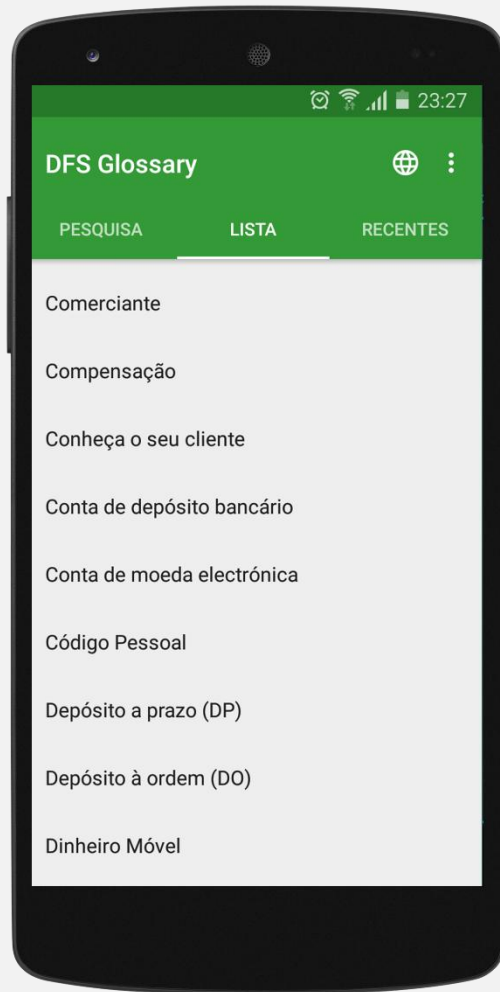 23:27
DFS Glossary
PESQUISA LISTA RECENTES
Comerciante
Compensação
Conheça o seu cliente
Conta de depósito bancário
Conta de moeda electrónica
Código Pessoal
Depósito a prazo (DP)
Depósito à ordem (DO)
Dinheiro Móvel